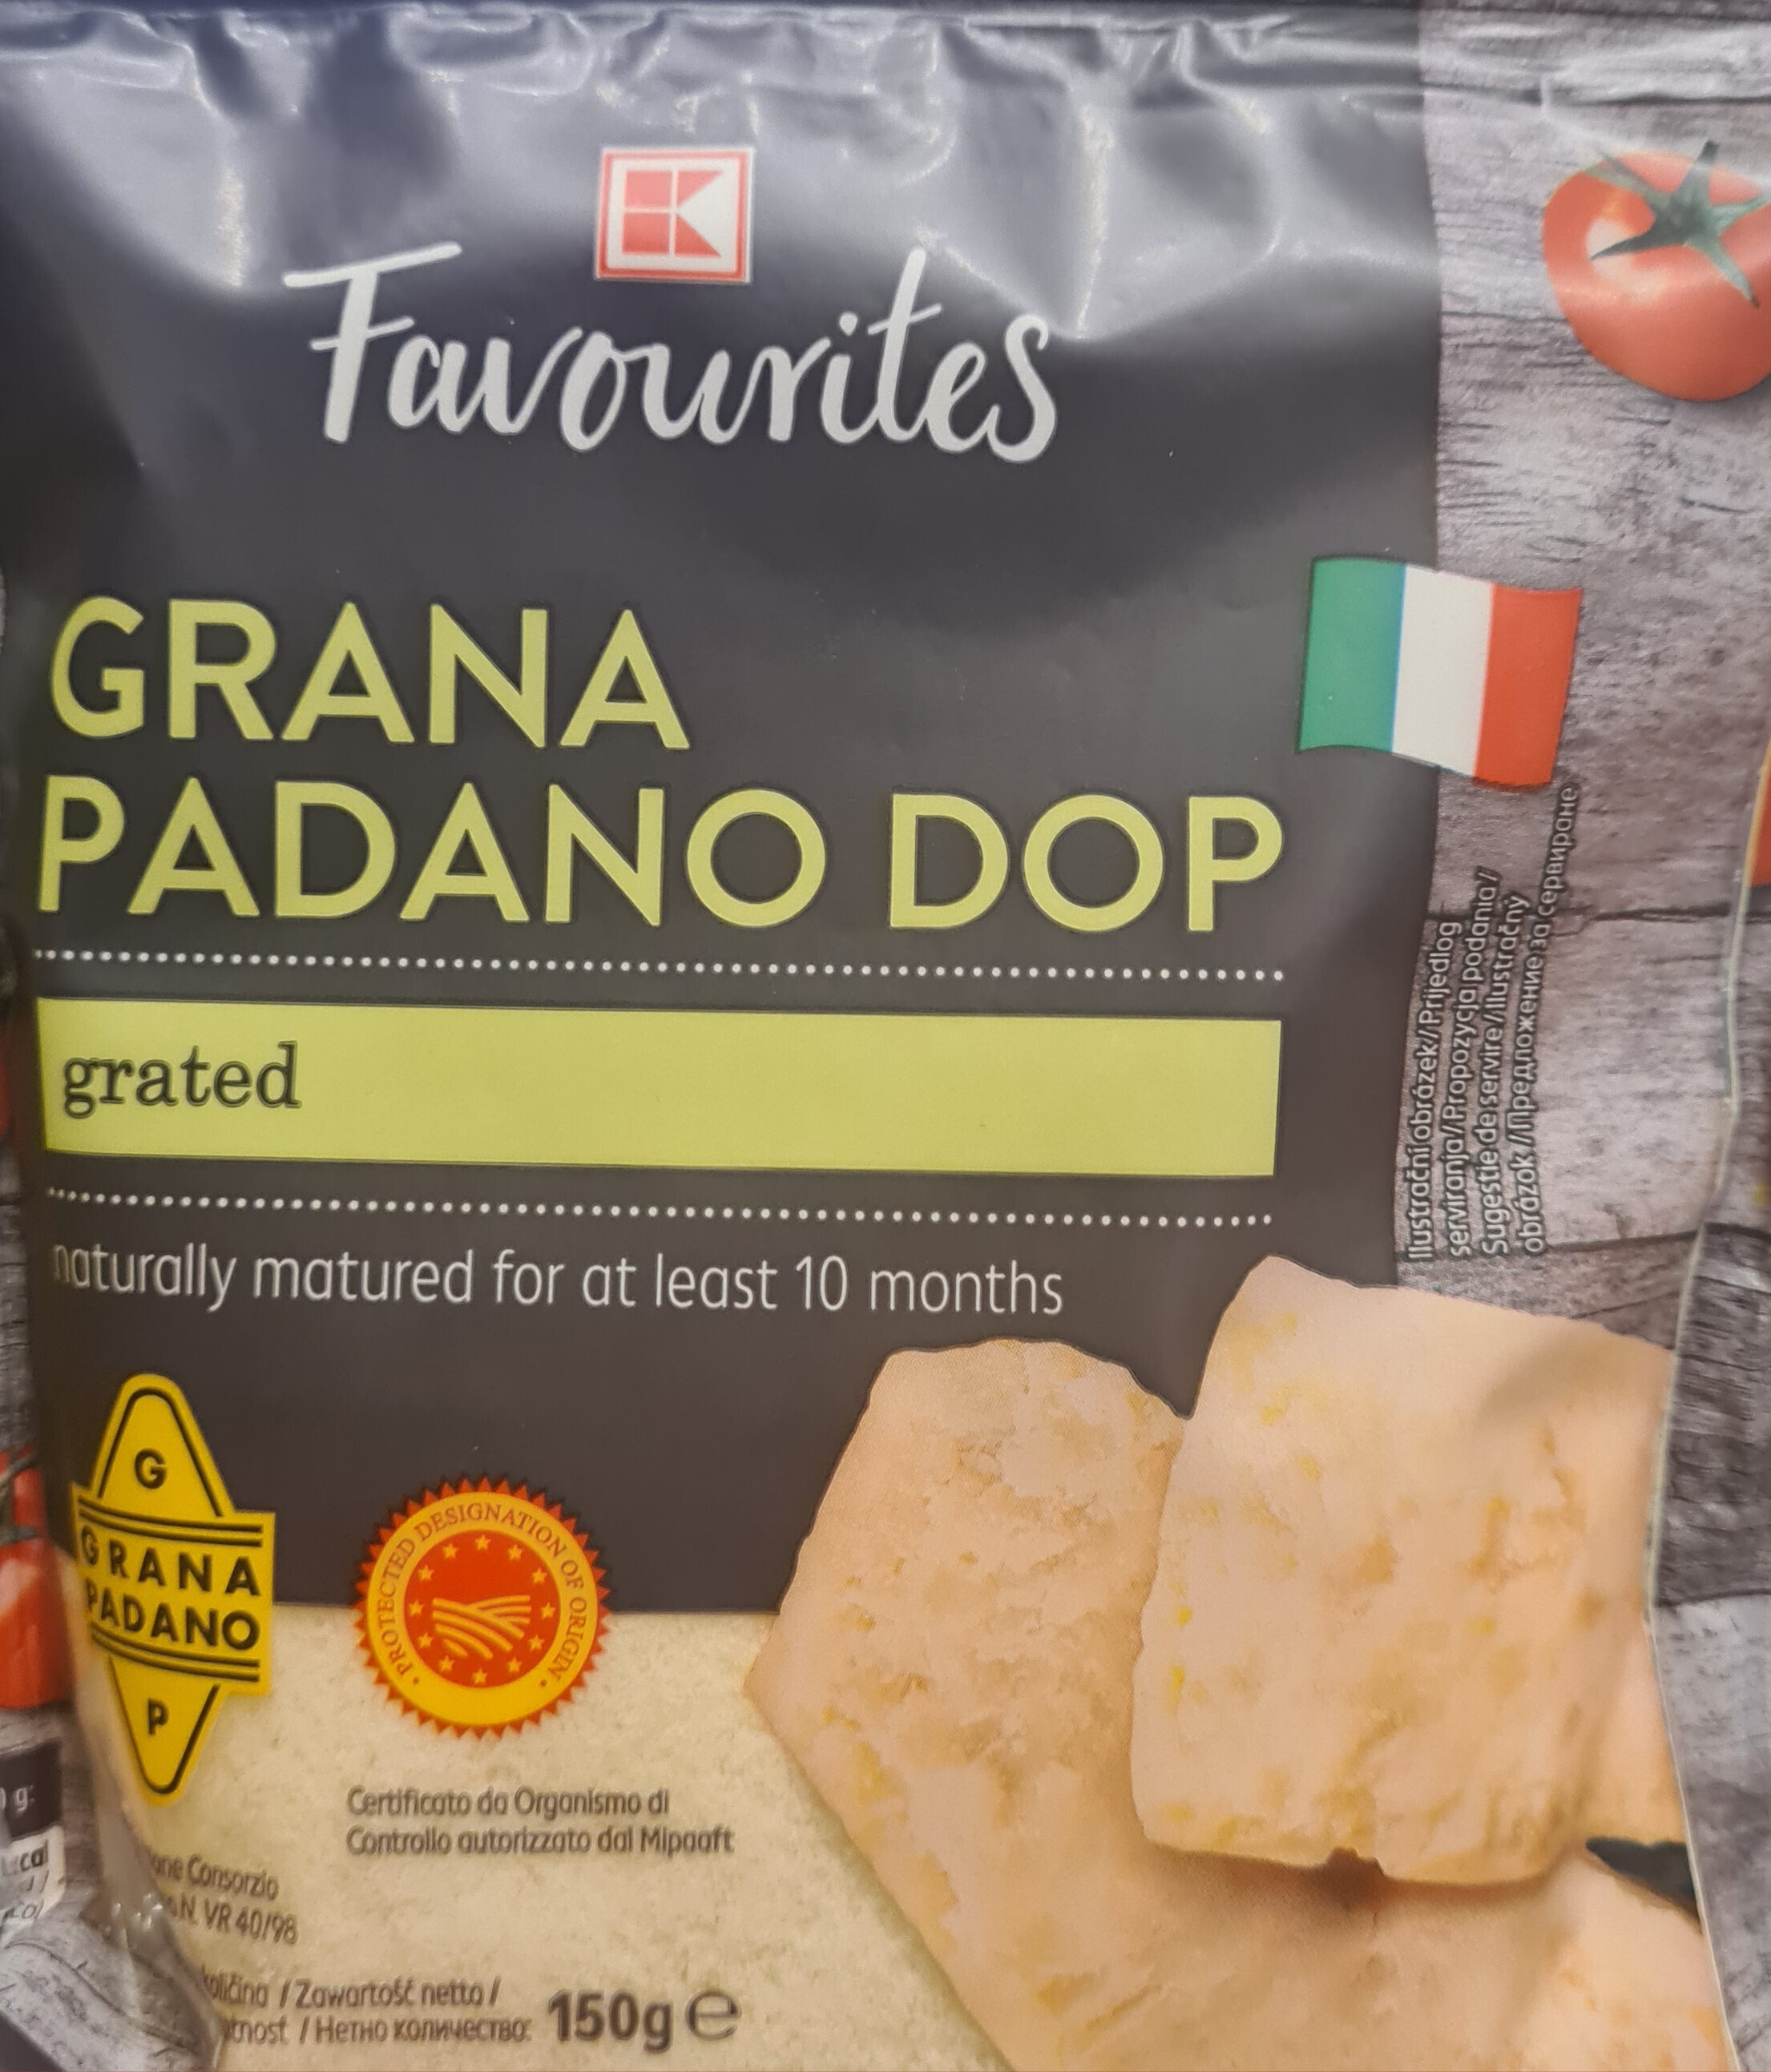 K
Favourites
GRANA
PADANO DOP
grated
naturally matured for at least 10 months
Ilustrační obrázek / Prijedlog
serviranja / Propozycja podania /
Sugestie de servire / Ilustračný
obrázok / Предложение за сервиране
G
GRANA
PADANO
P
PROTECTED DESIGNATION OF ORIGIN
Certificato da Organismo di
Controllo autorizzato dal Mipaaft
Consorzio
N. VR 40/98
/ Zawartość netto /
/ Нетно количество: 150g e
g: